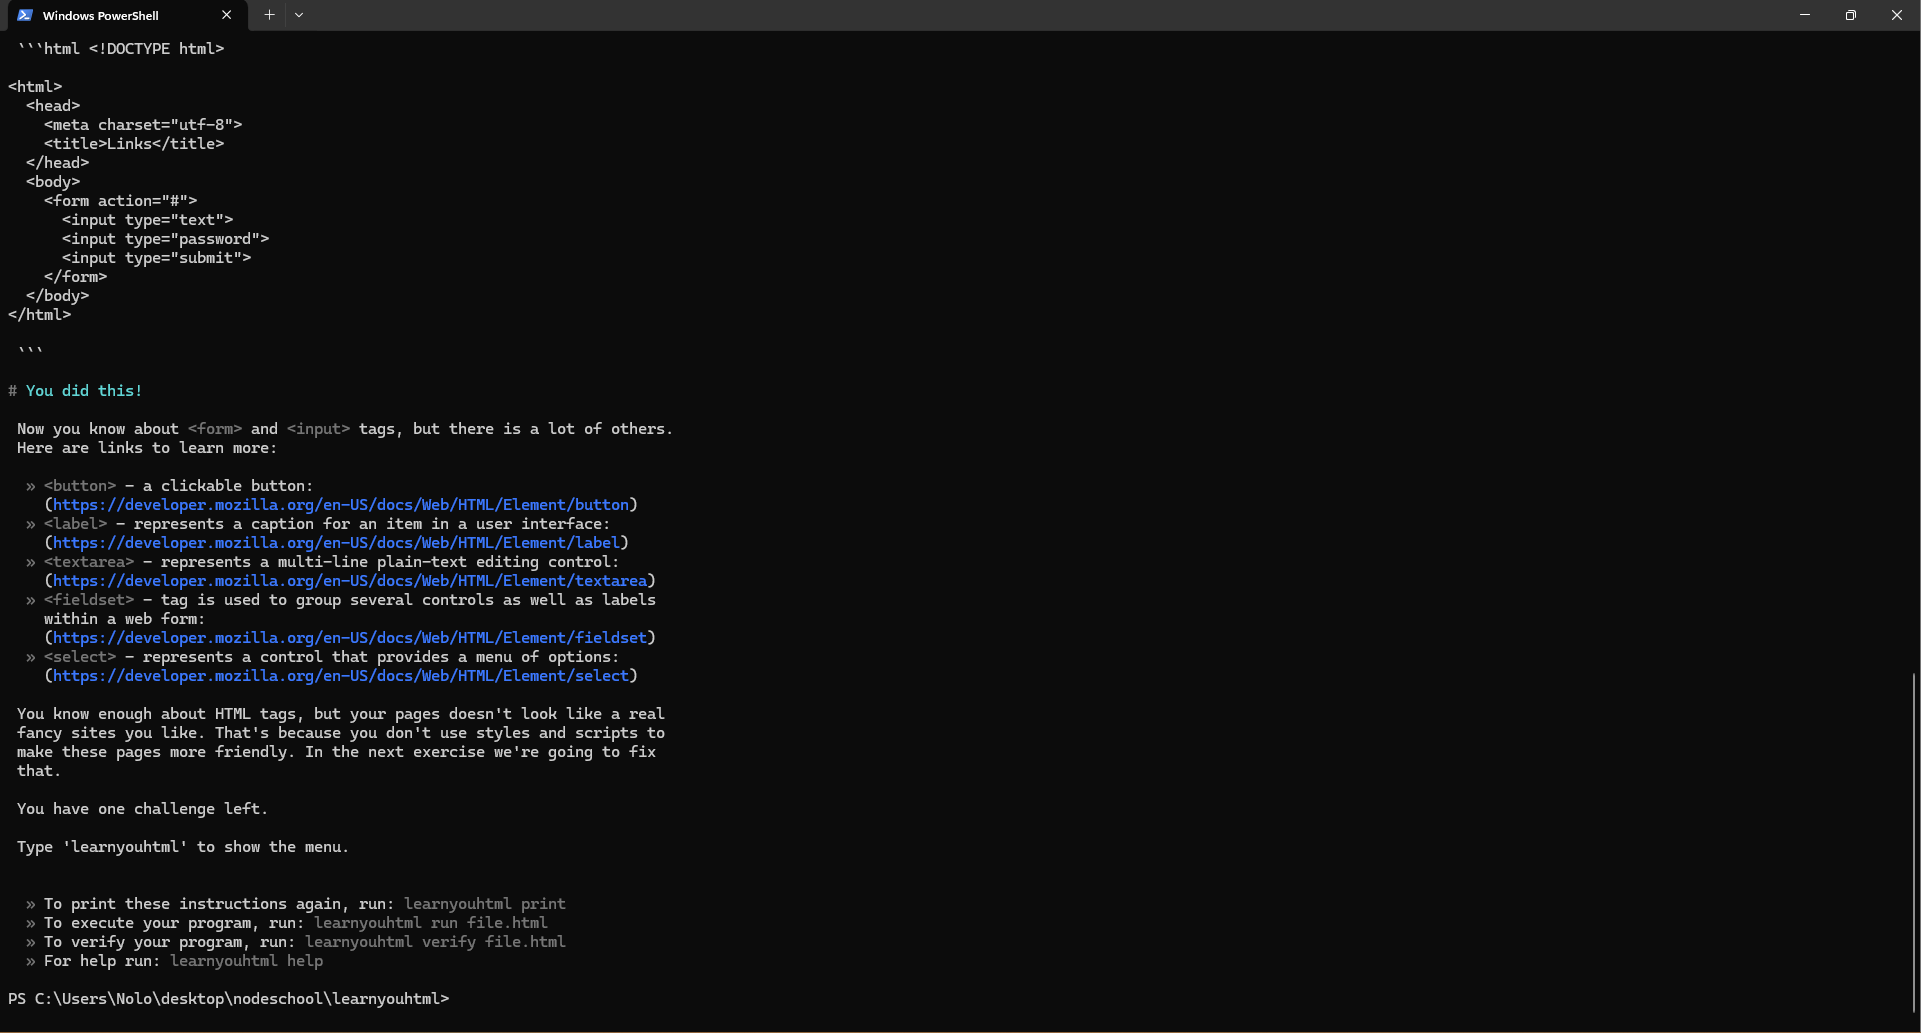 Windows PowerShell
```html <!DOCTYPE html>
<html>
<head>
<meta charset="utf-8">
<title>Links</title>
</head>
<body>
<form action="#">
<input type="text">
<input type="password">
<input type="submit">
</form>
</body>
</html>
```
# You did this!
Now you know about <form> and <input> tags, but there is a lot of others.
Here are links to learn more:
» <button> - a clickable button:
(https://developer.mozilla.org/en-US/docs/Web/HTML/Element/button)
» <label> - represents a caption for an item in a user interface:
(https://developer.mozilla.org/en-US/docs/Web/HTML/Element/label)
» <textarea> - represents a multi-line plain-text editing control:
(https://developer.mozilla.org/en-US/docs/Web/HTML/Element/textarea)
» <fieldset> - tag is used to group several controls as well as labels
within a web form:
(https://developer.mozilla.org/en-US/docs/Web/HTML/Element/fieldset)
» <select> - represents a control that provides a menu of options:
(https://developer.mozilla.org/en-US/docs/Web/HTML/Element/select)
You know enough about HTML tags, but your pages doesn't look like a real
fancy sites you like. That's because you don't use styles and scripts to
make these pages more friendly. In the next exercise we're going to fix
that.
You have one challenge left.
Type 'learnyouhtml' to show the menu.
» To print these instructions again, run: learnyouhtml print
» To execute your program, run: learnyouhtml run file.html
» To verify your program, run: learnyouhtml verify file.html
» For help run: learnyouhtml help
PS C:\Users\Nolo\desktop\nodeschool\learnyouhtml>